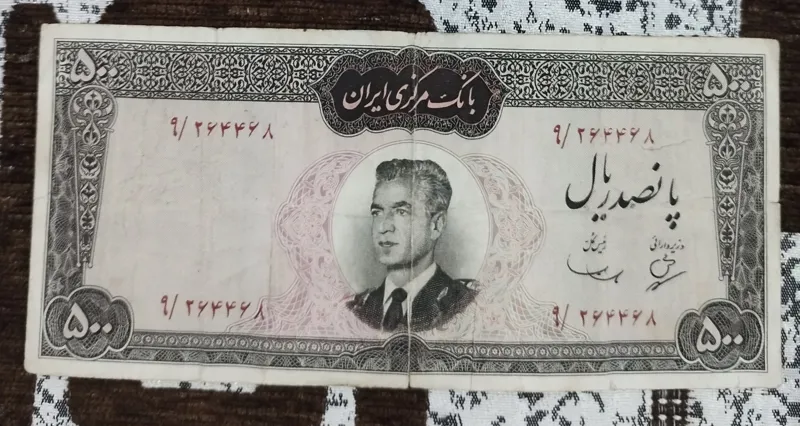 ۵۰۰ ۵۰۰
بانک مرکزی ایران
۹/۲۶۴۴۶۸ ۹/۲۶۴۴۶۸
پانصد ریال
وزیر دارائی رئیس کل
۹/۲۶۴۴۶۸ ۹/۲۶۴۴۶۸
۵۰۰ ۵۰۰